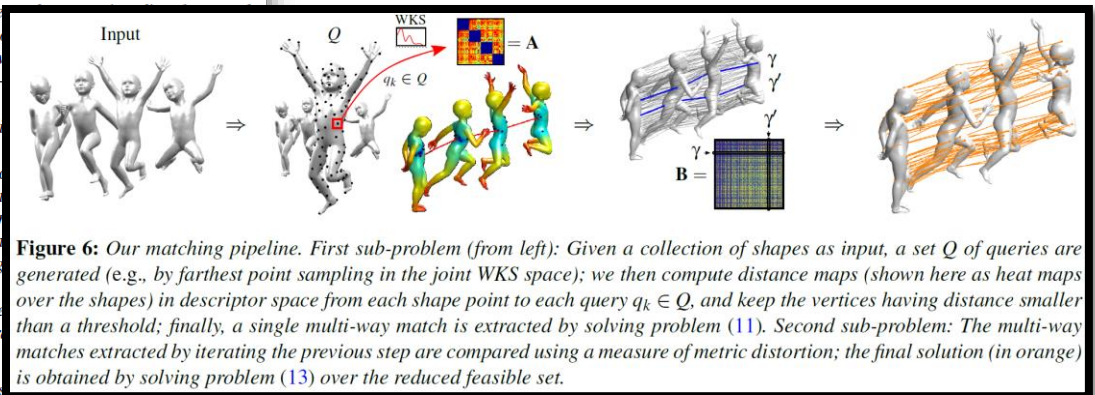 Input
Q
WKS
= A
qk ∈ Q
⇒
⇒
⇒
γ
γ′
γ′
γ
B =
Figure 6: Our matching pipeline. First sub-problem (from left): Given a collection of shapes as input, a set Q of queries are
generated (e.g., by farthest point sampling in the joint WKS space); we then compute distance maps (shown here as heat maps
over the shapes) in descriptor space from each shape point to each query qk ∈ Q, and keep the vertices having distance smaller
than a threshold; finally, a single multi-way match is extracted by solving problem (11). Second sub-problem: The multi-way
matches extracted by iterating the previous step are compared using a measure of metric distortion; the final solution (in orange)
is obtained by solving problem (13) over the reduced feasible set.